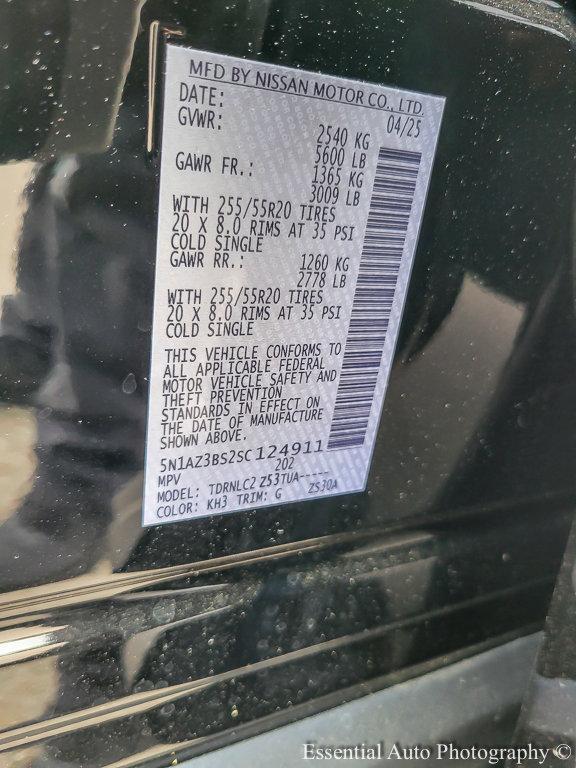 MFD BY NISSAN MOTOR CO., LTD.
DATE: 04/25
GVWR: 2540 KG
5600 LB
GAWR FR.: 1365 KG
3009 LB
WITH 255/55R20 TIRES
20 X 8.0 RIMS AT 35 PSI
COLD SINGLE
GAWR RR.: 1260 KG
2778 LB
WITH 255/55R20 TIRES
20 X 8.0 RIMS AT 35 PSI
COLD SINGLE
THIS VEHICLE CONFORMS TO
ALL APPLICABLE FEDERAL
MOTOR VEHICLE SAFETY AND
THEFT PREVENTION
STANDARDS IN EFFECT ON
THE DATE OF MANUFACTURE
SHOWN ABOVE.
5N1AZ3BS2SC124911
MPV 202
MODEL: TDRNLC2 Z53TUA-----
COLOR: KH3 TRIM: G ZS30A
Essential Auto Photography ©